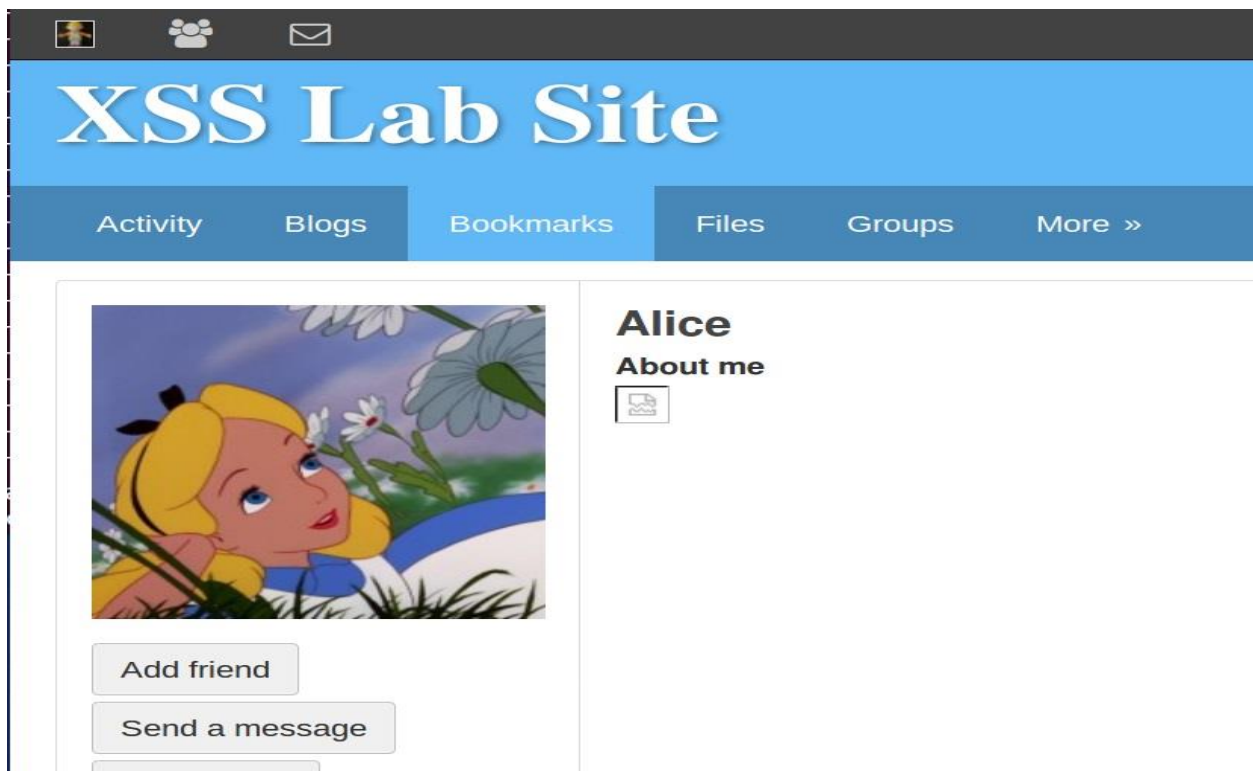 XSS Lab Site
Activity Blogs Bookmarks Files Groups More »
Alice
About me
Add friend
Send a message